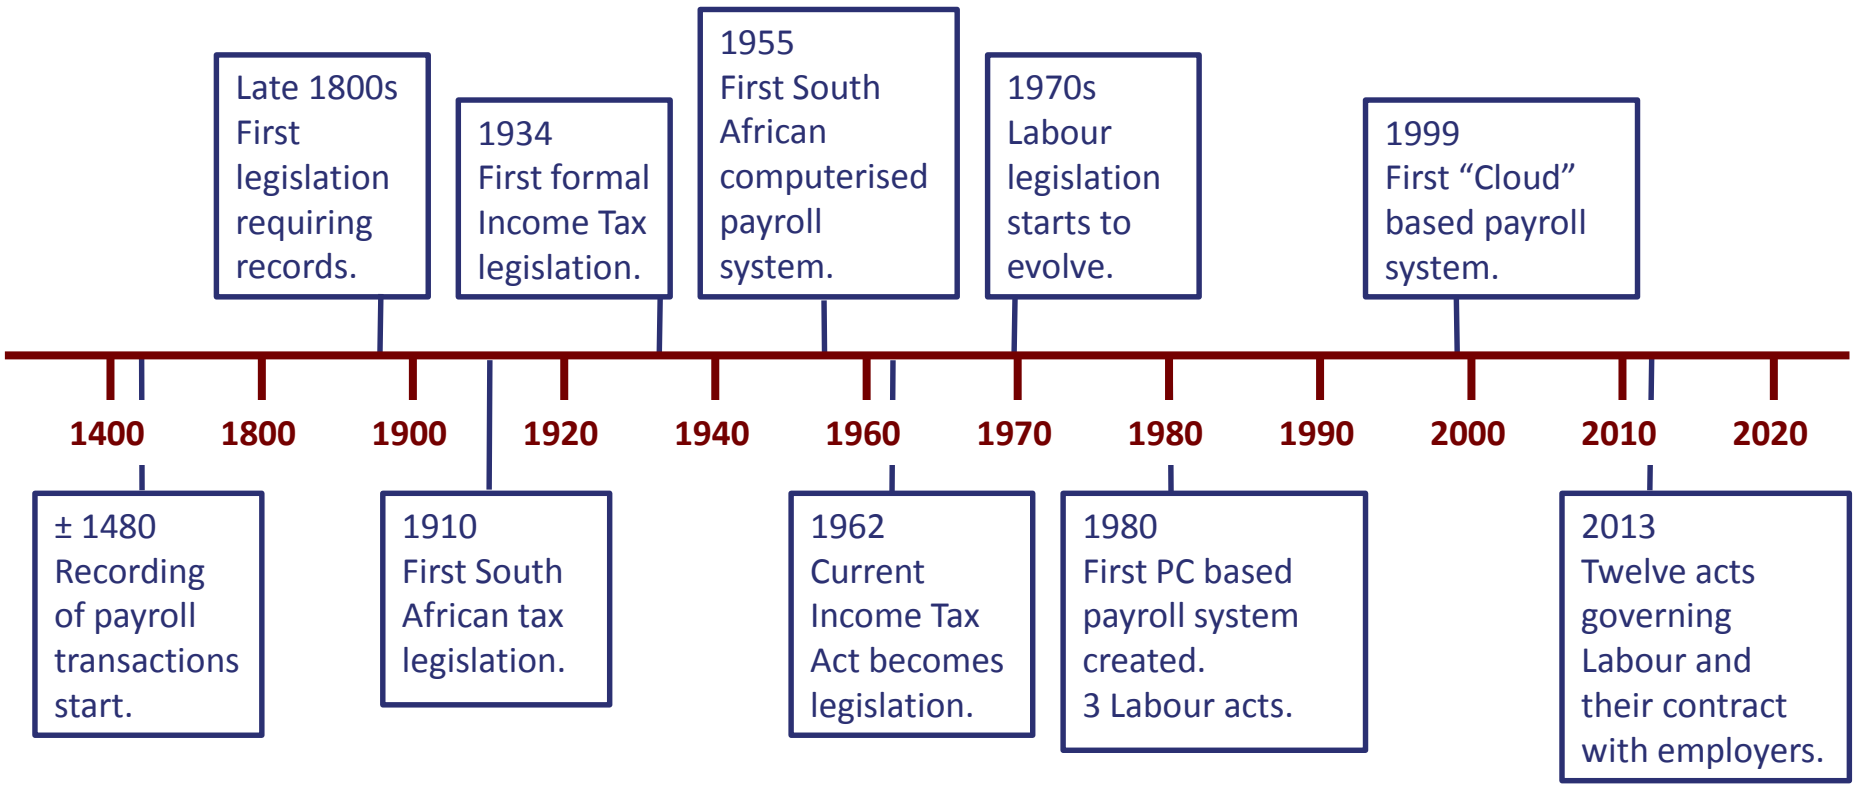 Late 1800s
First
legislation
requiring
records.
1934
First formal
Income Tax
legislation.
1955
First South
African
computerised
payroll
system.
1970s
Labour
legislation
starts to
evolve.
1999
First “Cloud”
based payroll
system.
1400 1800 1900 1920 1940 1960 1970 1980 1990 2000 2010 2020
± 1480
Recording
of payroll
transactions
start.
1910
First South
African tax
legislation.
1962
Current
Income Tax
Act becomes
legislation.
1980
First PC based
payroll system
created.
3 Labour acts.
2013
Twelve acts
governing
Labour and
their contract
with employers.